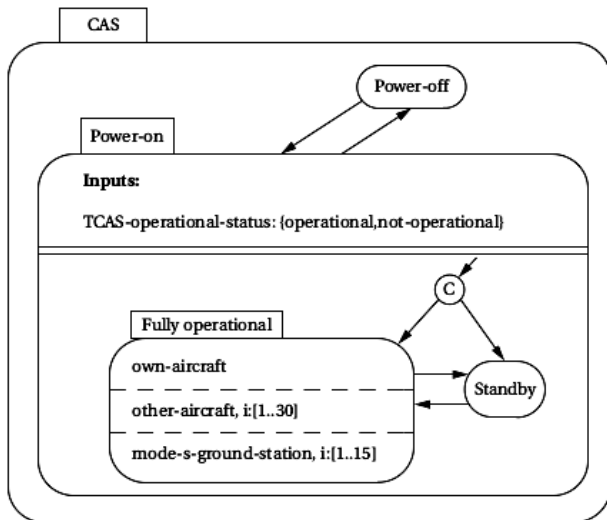 CAS
Power-off
Power-on
Inputs:
TCAS-operational-status: {operational,not-operational}
C
Fully operational
own-aircraft
Standby
other-aircraft, i:[1..30]
mode-s-ground-station, i:[1..15]